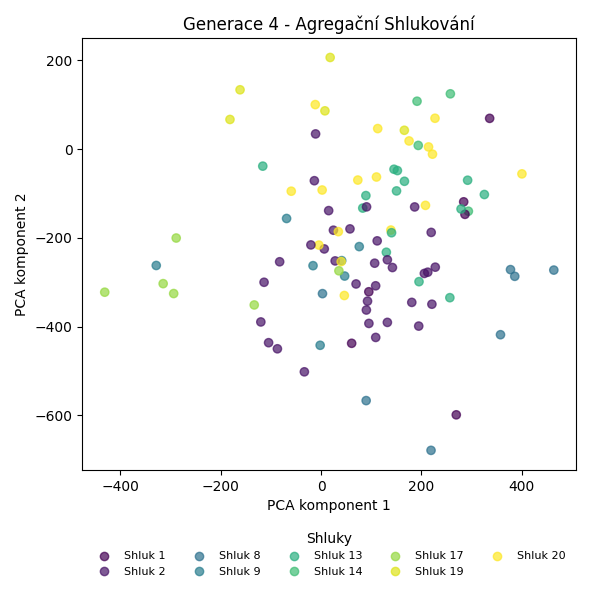 Generace 4 - Agregační Shlukování
200
0
−200
−400
−600
PCA komponent 2
−400
−200
0
200
400
PCA komponent 1
Shluky
Shluk 1
Shluk 8
Shluk 13
Shluk 17
Shluk 20
Shluk 2
Shluk 9
Shluk 14
Shluk 19